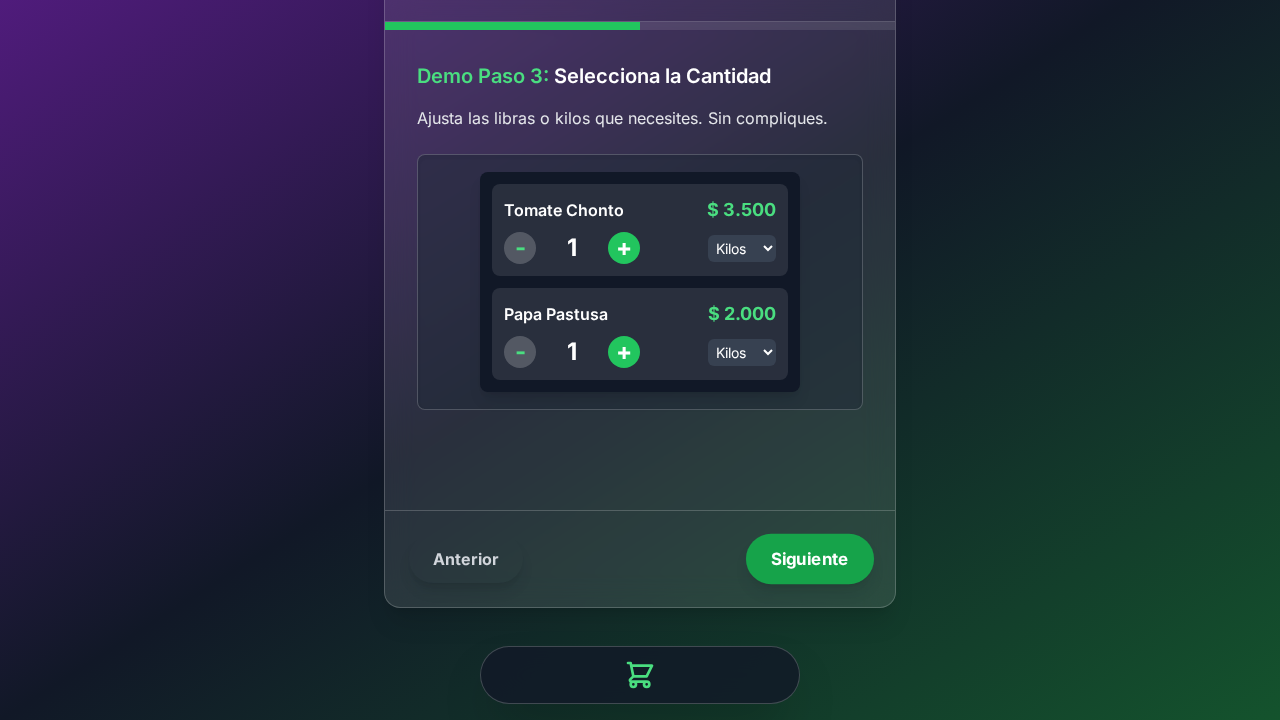 Demo Paso 3: Selecciona la Cantidad
Ajusta las libras o kilos que necesites. Sin compliques.
Tomate Chonto $ 3.500
- 1 + Kilos
Papa Pastusa $ 2.000
- 1 + Kilos
Anterior Siguiente